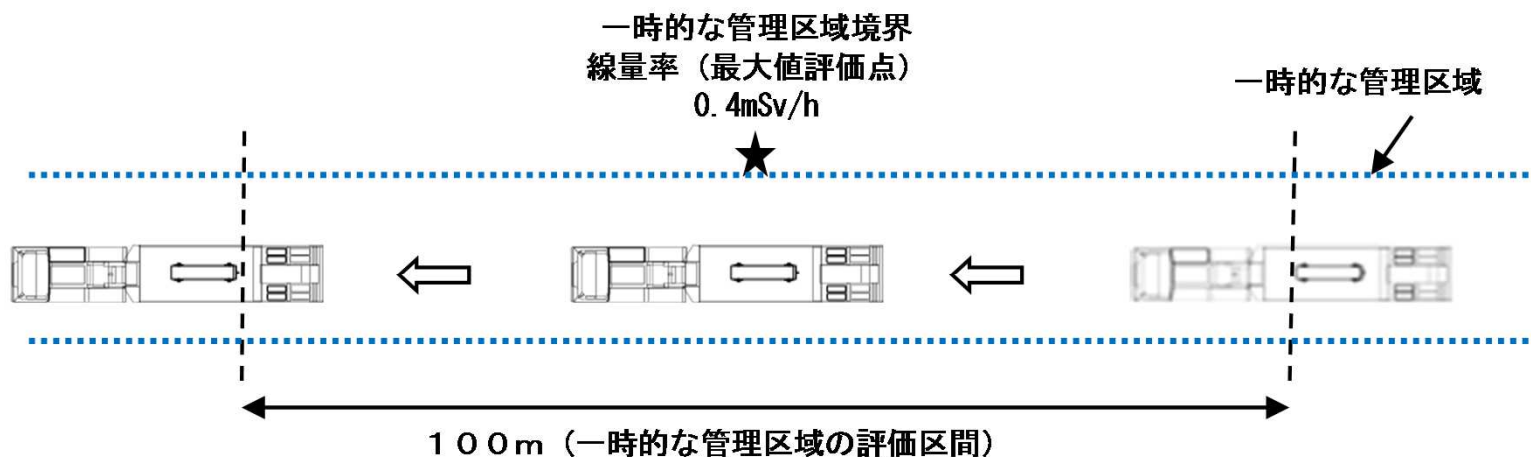 一時的な管理区域境界
線量率（最大値評価点）
0.4mSv/h
一時的な管理区域
１００ｍ（一時的な管理区域の評価区間）